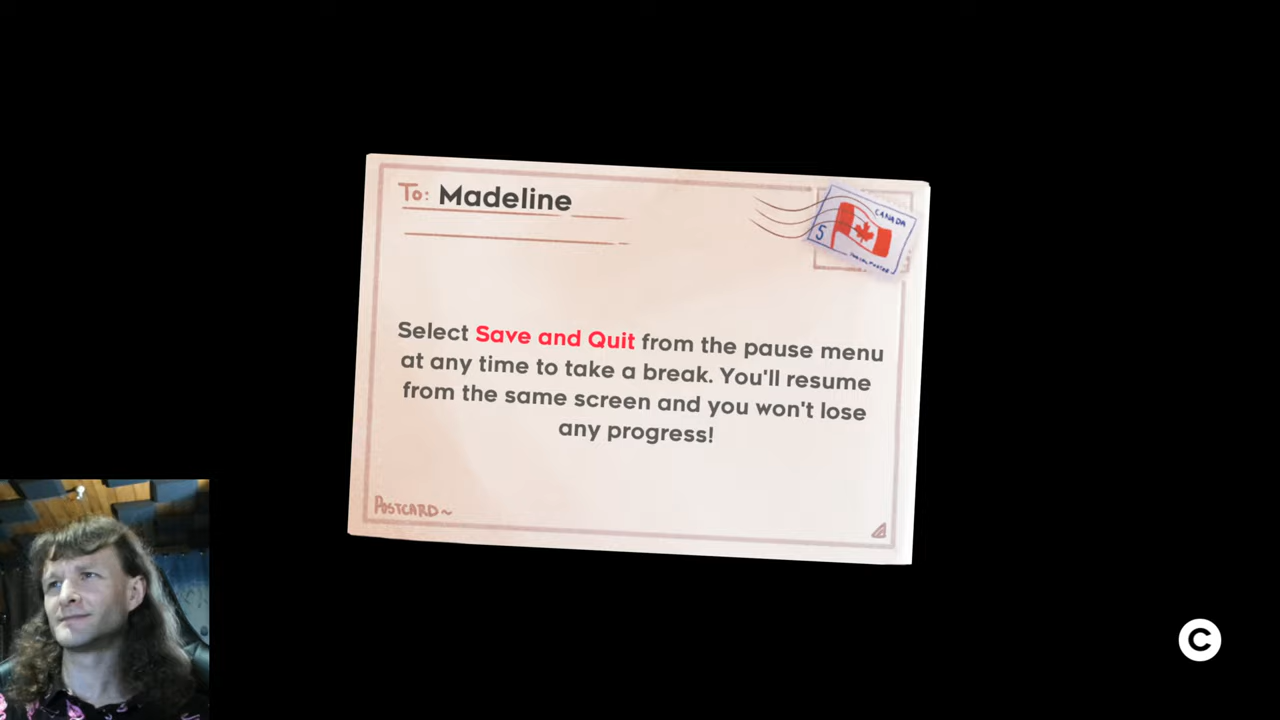 To: Madeline
CANADA
5
Select Save and Quit from the pause menu
at any time to take a break. You'll resume
from the same screen and you won't lose
any progress!
POSTCARD~
C